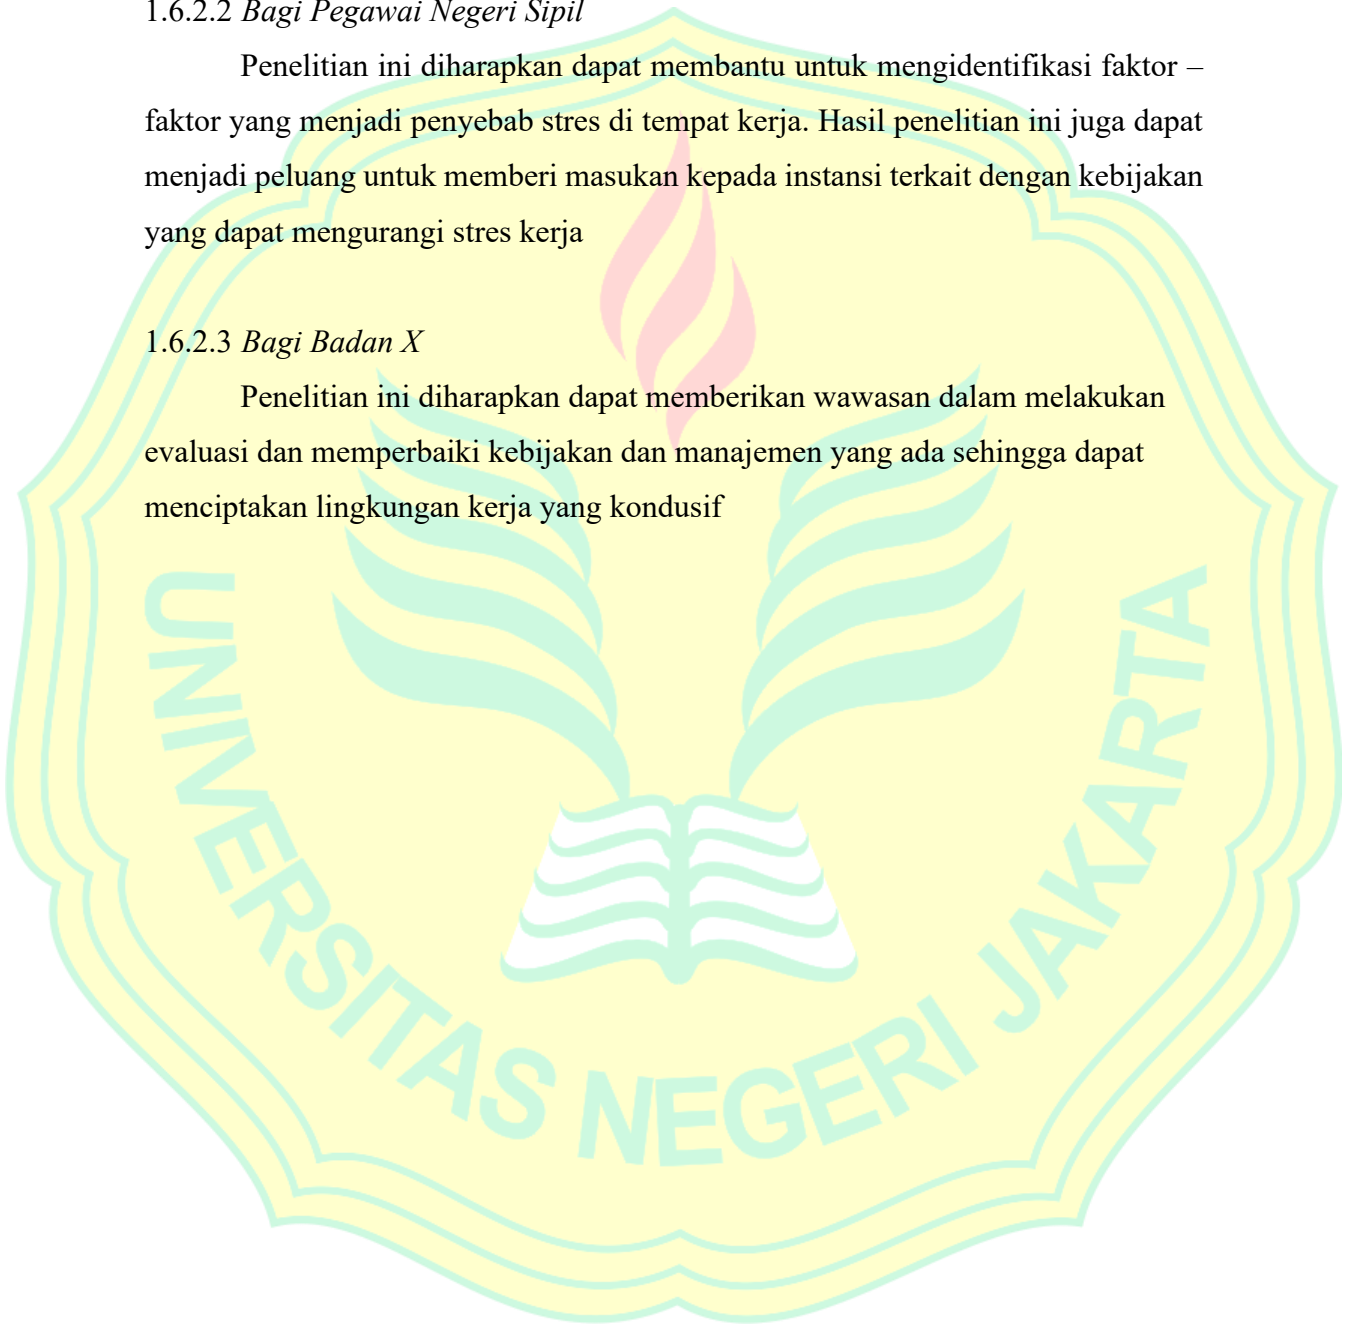 1.6.2.2 Bagi Pegawai Negeri Sipil
Penelitian ini diharapkan dapat membantu untuk mengidentifikasi faktor –
faktor yang menjadi penyebab stres di tempat kerja. Hasil penelitian ini juga dapat
menjadi peluang untuk memberi masukan kepada instansi terkait dengan kebijakan
yang dapat mengurangi stres kerja
1.6.2.3 Bagi Badan X
Penelitian ini diharapkan dapat memberikan wawasan dalam melakukan
evaluasi dan memperbaiki kebijakan dan manajemen yang ada sehingga dapat
menciptakan lingkungan kerja yang kondusif
UNIVERSITAS NEGERI JAKARTA